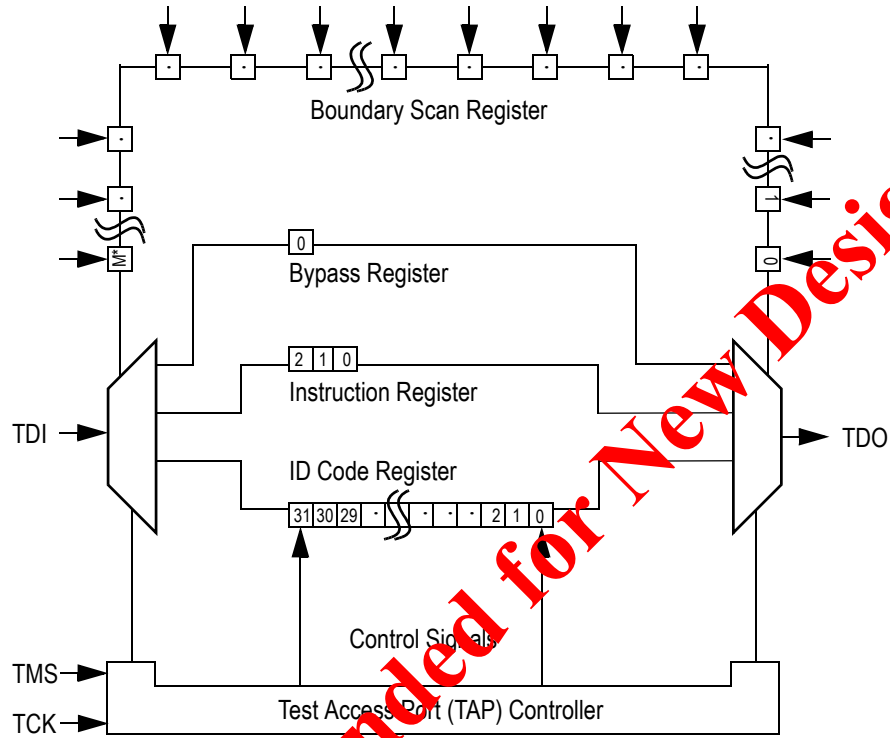 Boundary Scan Register
1
M*
0
0
Bypass Register
2 1 0
Instruction Register
TDI
TDO
ID Code Register
31 30 29 · · · · · 2 1 0
Control Signals
TMS
Test Access Port (TAP) Controller
TCK
nded for New Desi